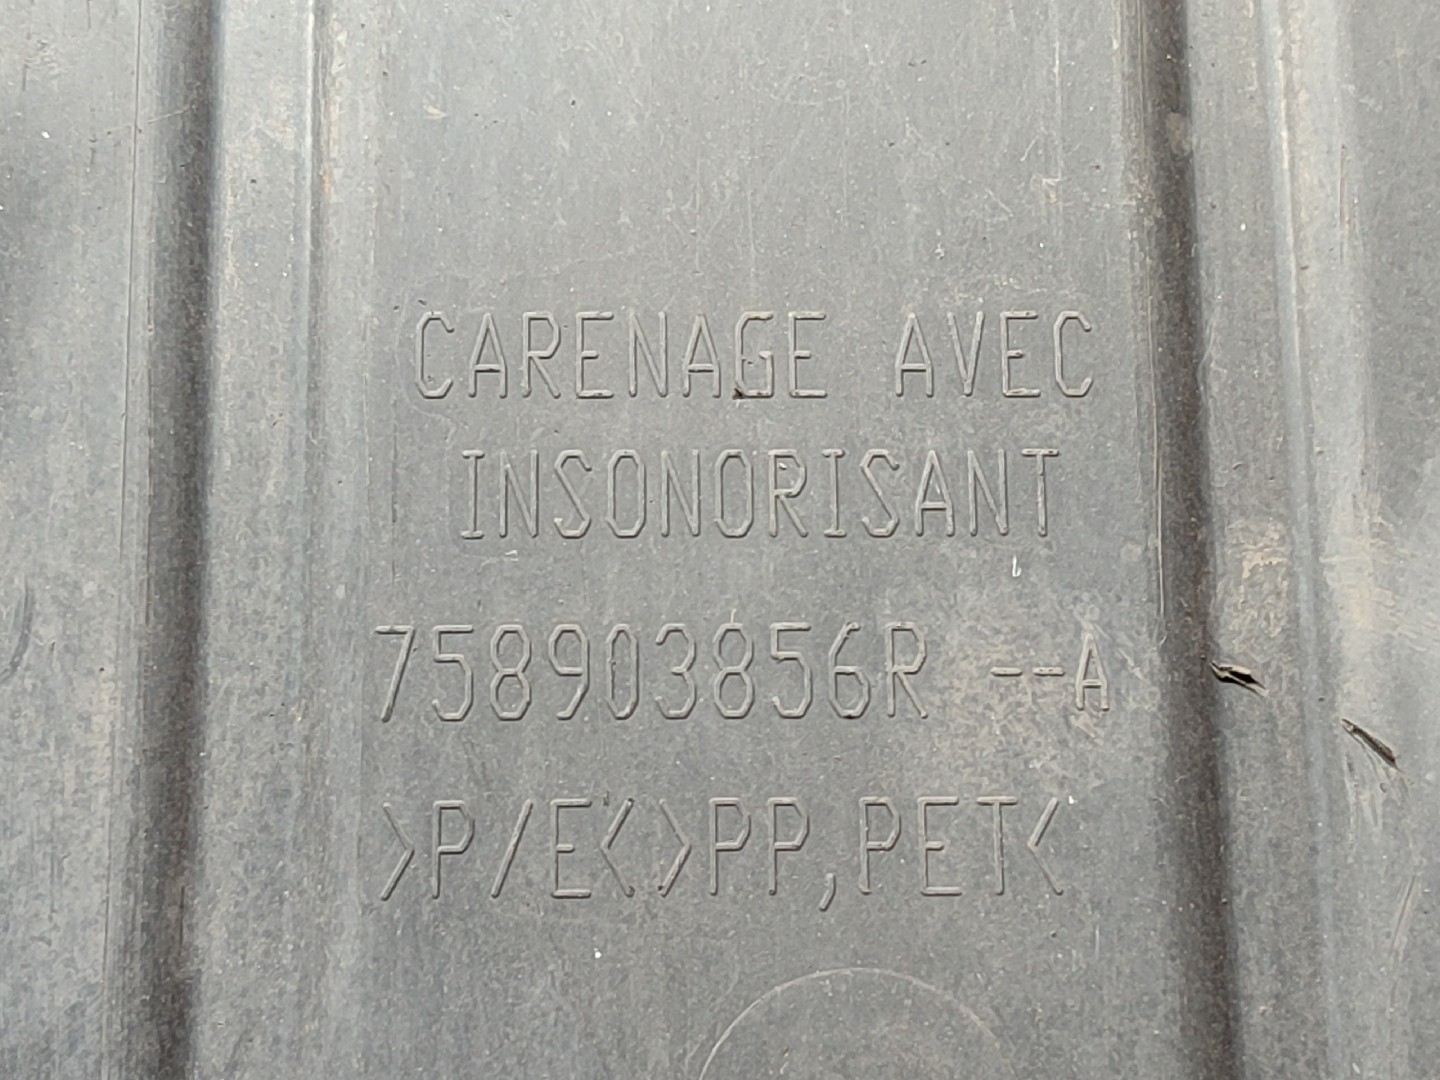 CARENAGE AVEC
INSONORISANT
758903856R --A
>P/E<>PP,PET<